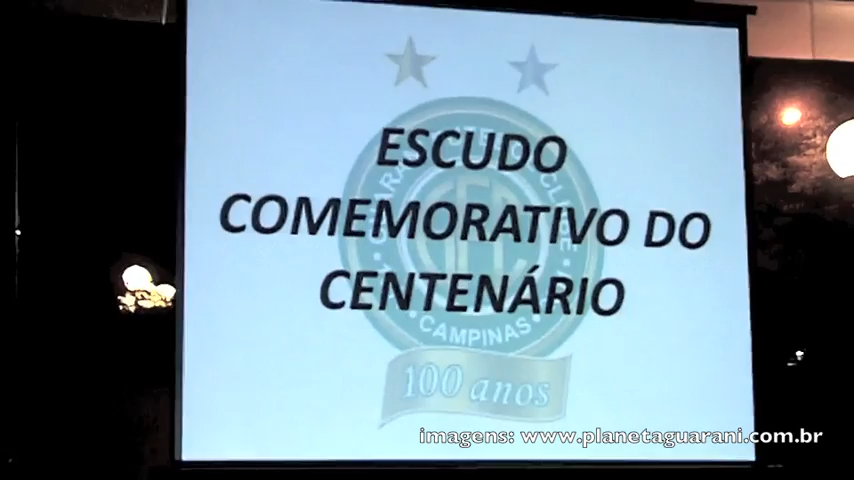 ESCUDO
COMEMORATIVO DO
CENTENÁRIO
CAMPINAS
100 anos
imagens: www.planetaguarani.com.br